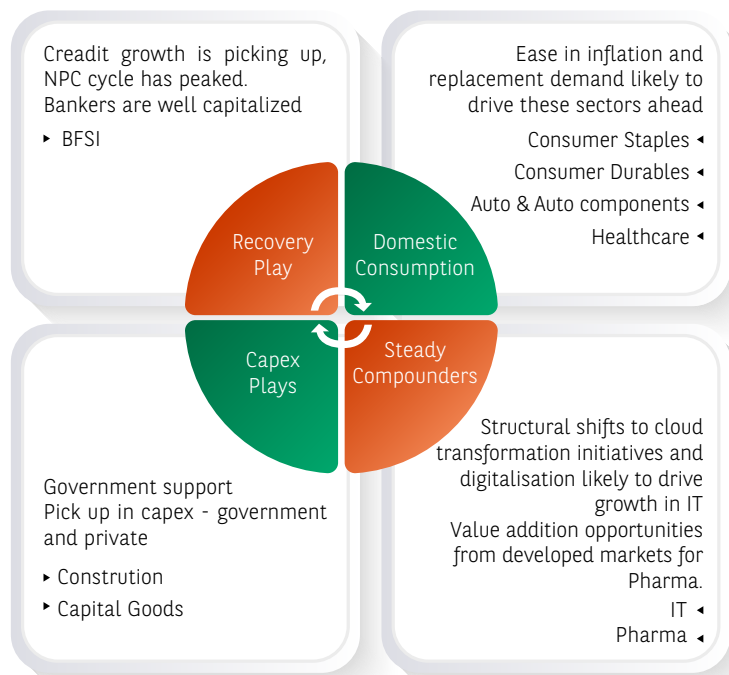 Creadit growth is picking up,
NPC cycle has peaked.
Bankers are well capitalized
BFSI
Ease in inflation and
replacement demand likely to
drive these sectors ahead
Consumer Staples
Consumer Durables
Auto & Auto components
Healthcare
Recovery
Play
Domestic
Consumption
Capex
Plays
Steady
Compounders
Government support
Pick up in capex - government
and private
Constrution
Capital Goods
Structural shifts to cloud
transformation initiatives and
digitalisation likely to drive
growth in IT
Value addition opportunities
from developed markets for
Pharma.
IT
Pharma